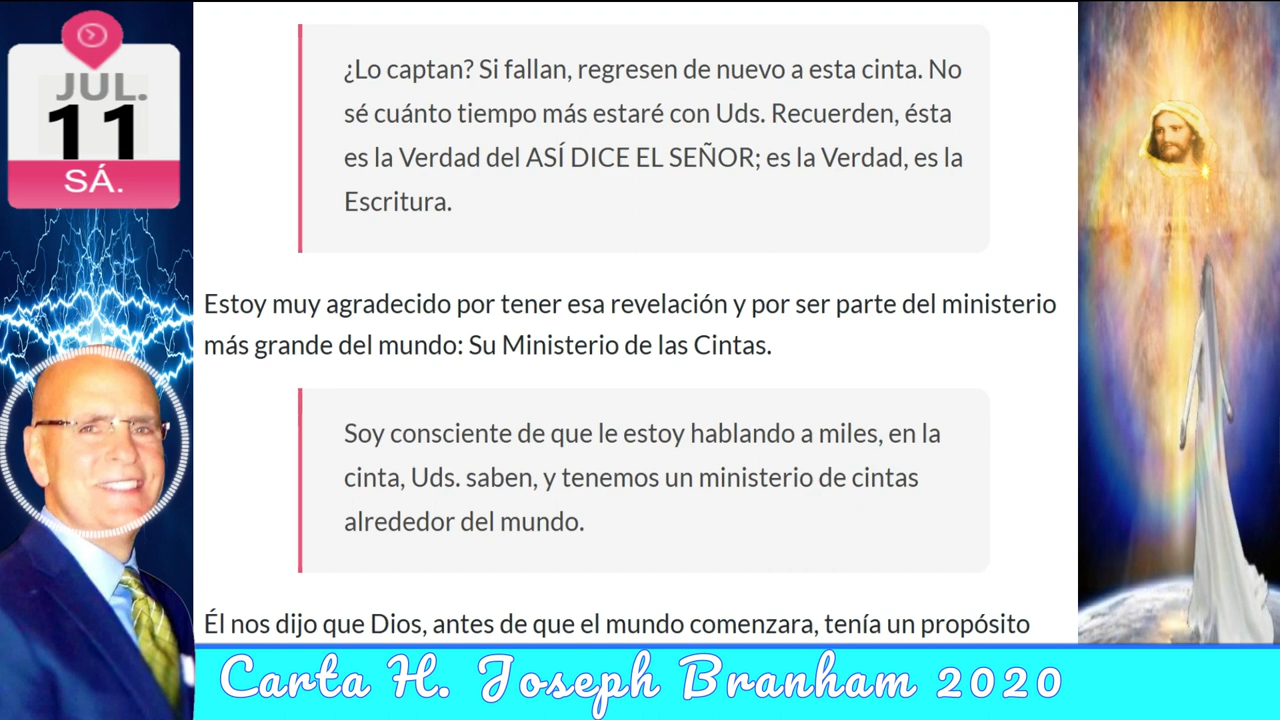 JUL.
11
SÁ.
¿Lo captan? Si fallan, regresen de nuevo a esta cinta. No
sé cuánto tiempo más estaré con Uds. Recuerden, ésta
es la Verdad del ASÍ DICE EL SEÑOR; es la Verdad, es la
Escritura.
Estoy muy agradecido por tener esa revelación y por ser parte del ministerio
más grande del mundo: Su Ministerio de las Cintas.
Soy consciente de que le estoy hablando a miles, en la
cinta, Uds. saben, y tenemos un ministerio de cintas
alrededor del mundo.
Él nos dijo que Dios, antes de que el mundo comenzara, tenía un propósito
Carta H. Joseph Branham 2020